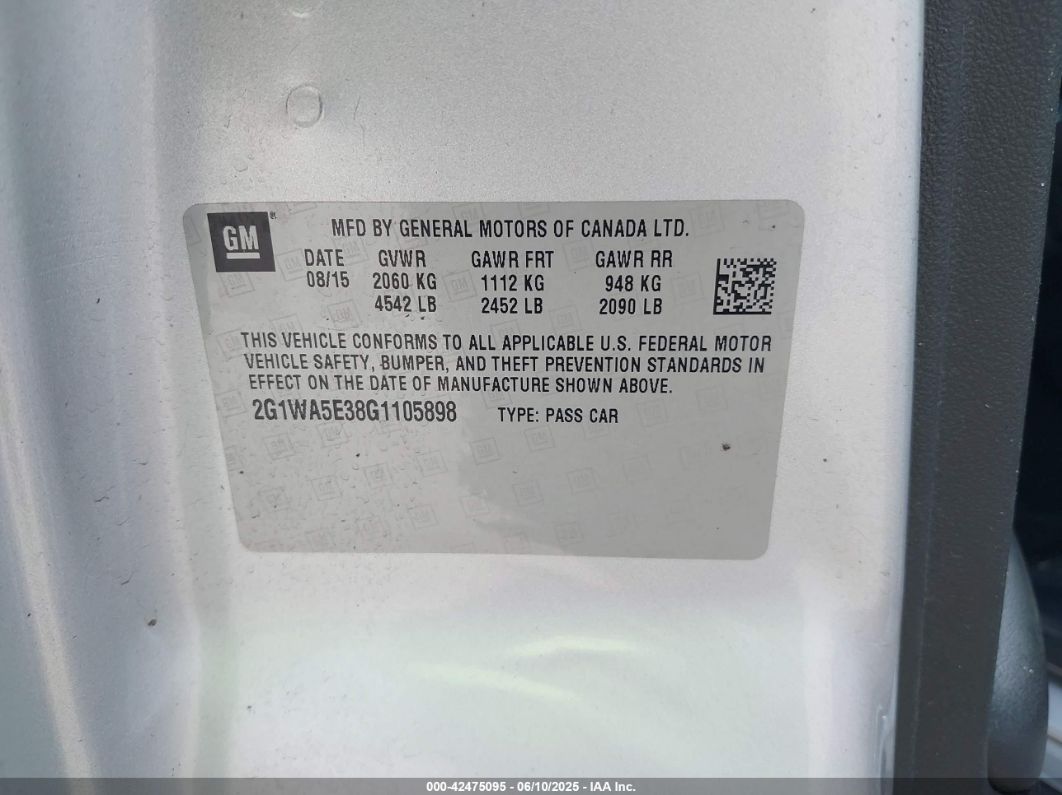 GM
MFD BY GENERAL MOTORS OF CANADA LTD.
DATE GVWR GAWR FRT GAWR RR
08/15 2060 KG 1112 KG 948 KG
4542 LB 2452 LB 2090 LB
THIS VEHICLE CONFORMS TO ALL APPLICABLE U.S. FEDERAL MOTOR
VEHICLE SAFETY, BUMPER, AND THEFT PREVENTION STANDARDS IN
EFFECT ON THE DATE OF MANUFACTURE SHOWN ABOVE.
2G1WA5E38G1105898 TYPE: PASS CAR
000-42475095 - 06/10/2025 - IAA Inc.